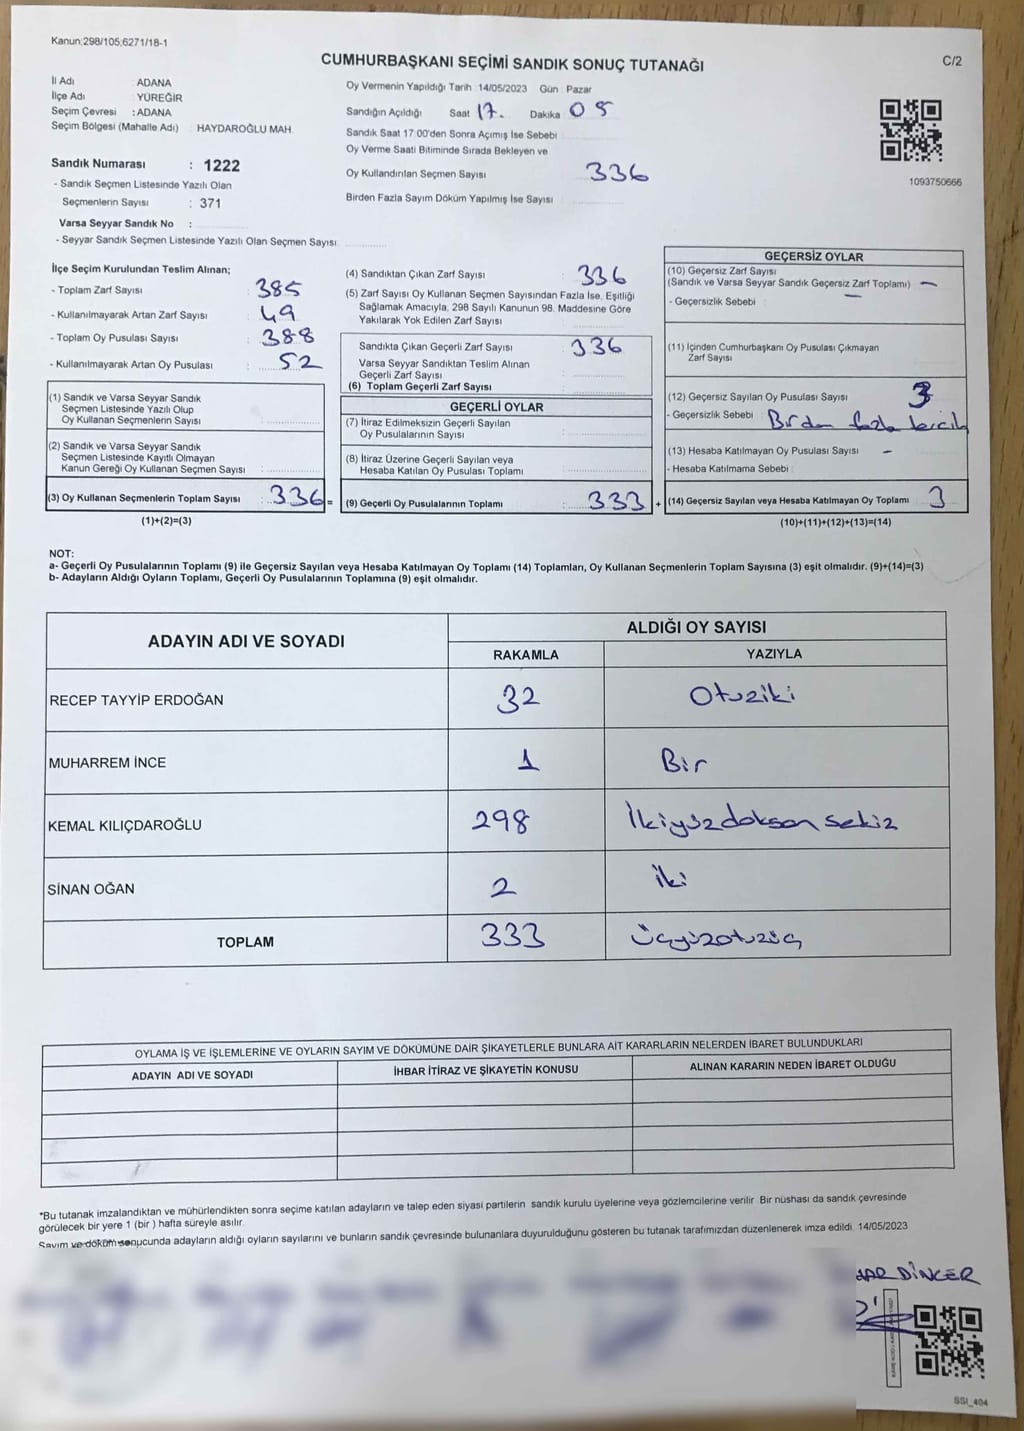 Kanun:298/105;6271/18-1
C/2
CUMHURBAŞKANI SEÇİMİ SANDIK SONUÇ TUTANAĞI
İl Adı : ADANA
İlçe Adı : YÜREĞİR
Seçim Çevresi : ADANA
Seçim Bölgesi (Mahalle Adı) : HAYDAROĞLU MAH.
Sandık Numarası : 1222
- Sandık Seçmen Listesinde Yazılı Olan
Seçmenlerin Sayısı : 371
Varsa Seyyar Sandık No :
- Seyyar Sandık Seçmen Listesinde Yazılı Olan Seçmen Sayısı
Oy Vermenin Yapıldığı Tarih : 14/05/2023 Gün : Pazar
Sandığın Açıldığı Saat 17. Dakika 05
Sandık Saat 17:00'den Sonra Açımış İse Sebebi
Oy Verme Saati Bitiminde Sırada Bekleyen ve
Oy Kullandırılan Seçmen Sayısı 336
Birden Fazla Sayım Döküm Yapılmış İse Sayısı
1093750666
İlçe Seçim Kurulundan Teslim Alınan;
- Toplam Zarf Sayısı : 385
- Kullanılmayarak Artan Zarf Sayısı : 49
- Toplam Oy Pusulası Sayısı : 388
- Kullanılmayarak Artan Oy Pusulası : 52
(1) Sandık ve Varsa Seyyar Sandık
Seçmen Listesinde Yazılı Olup
Oy Kullanan Seçmenlerin Sayısı
(2) Sandık ve Varsa Seyyar Sandık
Seçmen Listesinde Kayıtlı Olmayan
Kanun Gereği Oy Kullanan Seçmen Sayısı :
(3) Oy Kullanan Seçmenlerin Toplam Sayısı : 336 =
(1)+(2)=(3)
(4) Sandıktan Çıkan Zarf Sayısı : 336
(5) Zarf Sayısı Oy Kullanan Seçmen Sayısından Fazla İse, Eşitliği
Sağlamak Amacıyla, 298 Sayılı Kanunun 98. Maddesine Göre
Yakılarak Yok Edilen Zarf Sayısı
Sandıkta Çıkan Geçerli Zarf Sayısı : 336
Varsa Seyyar Sandıktan Teslim Alınan
Geçerli Zarf Sayısı
(6) Toplam Geçerli Zarf Sayısı
GEÇERLİ OYLAR
(7) İtiraz Edilmeksizin Geçerli Sayılan
Oy Pusulalarının Sayısı
(8) İtiraz Üzerine Geçerli Sayılan veya
Hesaba Katılan Oy Pusulası Toplamı
(9) Geçerli Oy Pusulalarının Toplamı : 333 +
GEÇERSİZ OYLAR
(10) Geçersiz Zarf Sayısı
(Sandık ve Varsa Seyyar Sandık Geçersiz Zarf Toplamı) -
- Geçersizlik Sebebi : -
(11) İçinden Cumhurbaşkanı Oy Pusulası Çıkmayan
Zarf Sayısı
(12) Geçersiz Sayılan Oy Pusulası Sayısı 3
- Geçersizlik Sebebi : Birden fazla tercih
(13) Hesaba Katılmayan Oy Pusulası Sayısı -
- Hesaba Katılmama Sebebi :
(14) Geçersiz Sayılan veya Hesaba Katılmayan Oy Toplamı 3
(10)+(11)+(12)+(13)=(14)
NOT:
a- Geçerli Oy Pusulalarının Toplamı (9) ile Geçersiz Sayılan veya Hesaba Katılmayan Oy Toplamı (14) Toplamları, Oy Kullanan Seçmenlerin Toplam Sayısına (3) eşit olmalıdır. (9)+(14)=(3)
b- Adayların Aldığı Oyların Toplamı, Geçerli Oy Pusulalarının Toplamına (9) eşit olmalıdır.
ADAYIN ADI VE SOYADI
ALDIĞI OY SAYISI
RAKAMLA YAZIYLA
RECEP TAYYİP ERDOĞAN 32 Otuziki
MUHARREM İNCE 1 Bir
KEMAL KILIÇDAROĞLU 298 İkiyüzdoksan sekiz
SİNAN OĞAN 2 İki
TOPLAM 333 üçyüzotuzüç
OYLAMA İŞ VE İŞLEMLERİNE VE OYLARIN SAYIM VE DÖKÜMÜNE DAİR ŞİKAYETLERLE BUNLARA AİT KARARLARIN NELERDEN İBARET BULUNDUKLARI
ADAYIN ADI VE SOYADI İHBAR İTİRAZ VE ŞİKAYETİN KONUSU ALINAN KARARIN NEDEN İBARET OLDUĞU
*Bu tutanak imzalandıktan ve mühürlendikten sonra seçime katılan adayların ve talep eden siyasi partilerin sandık kurulu üyelerine veya gözlemcilerine verilir. Bir nüshası da sandık çevresinde
görülecek bir yere 1 (bir ) hafta süreyle asılır.
Sayım ve döküm sonucunda adayların aldığı oyların sayılarını ve bunların sandık çevresinde bulunanlara duyurulduğunu gösteren bu tutanak tarafımızdan düzenlenerek imza edildi. 14/05/2023
DİNÇER
SSI_404